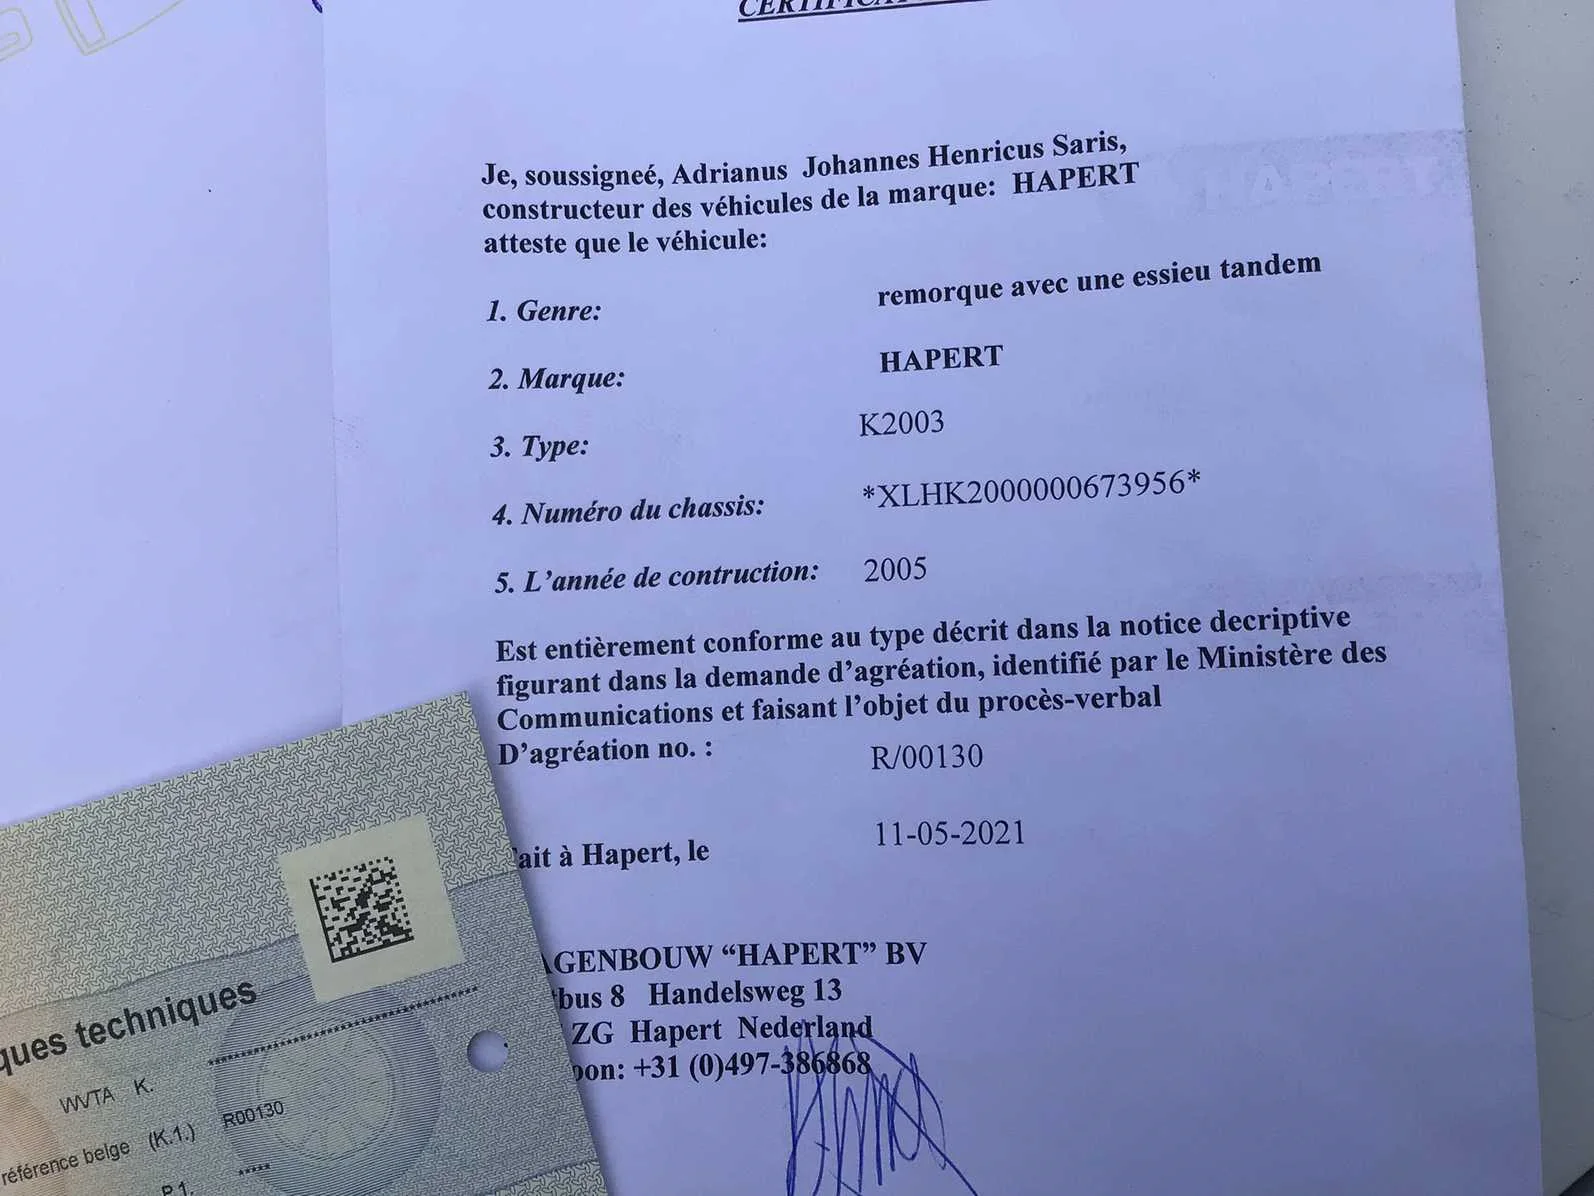 Je, soussigneé, Adrianus Johannes Henricus Saris,
constructeur des véhicules de la marque: HAPERT
atteste que le véhicule:
1. Genre: remorque avec une essieu tandem
2. Marque: HAPERT
3. Type: K2003
4. Numéro du chassis: *XLHK2000000673956*
5. L’année de contruction: 2005
Est entièrement conforme au type décrit dans la notice decriptive
figurant dans la demande d’agréation, identifié par le Ministère des
Communications et faisant l’objet du procès-verbal
D’agréation no. : R/00130
ait à Hapert, le 11-05-2021
AGENBOUW “HAPERT” BV
bus 8 Handelsweg 13
ZG Hapert Nederland
oon: +31 (0)497-386868
ques techniques
WVTA K.
référence belge (K.1.) R00130
*****
P.1.